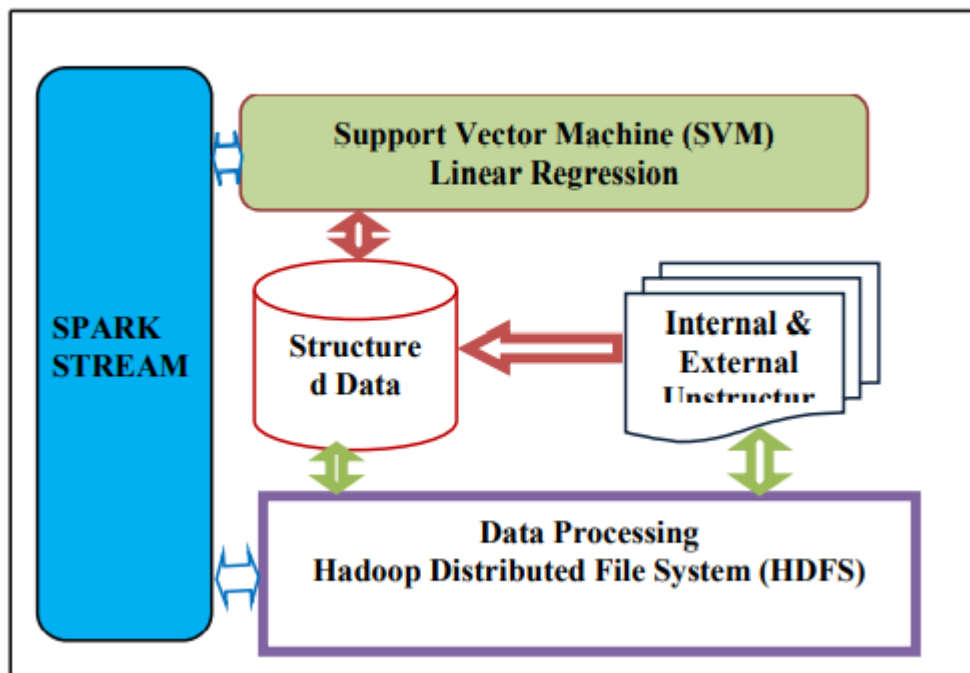 SPARK
STREAM
Support Vector Machine (SVM)
Linear Regression
Structure
d Data
Internal &
External
Unstructur
Data Processing
Hadoop Distributed File System (HDFS)